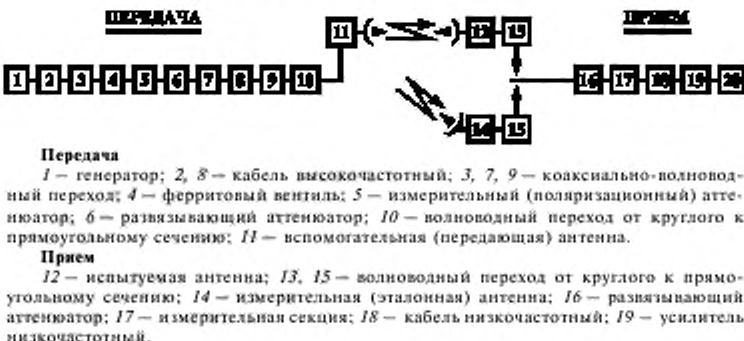 ПЕРЕДАЧА ПРИЕМ
11 12 13
1 2 3 4 5 6 7 8 9 10 16 17 18 19 20
14 15
Передача
1 — генератор; 2, 8 — кабель высокочастотный; 3, 7, 9 — коаксиально-волновод-
ный переход; 4 — ферритовый вентиль; 5 — измерительный (поляризационный) атте-
нюатор; 6 — развязывающий аттенюатор; 10 — волноводный переход от круглого к
прямоугольному сечению; 11 — вспомогательная (передающая) антенна.
Прием
12 — испытуемая антенна; 13, 15 — волноводный переход от круглого к прямо-
угольному сечению; 14 — измерительная (эталонная) антенна; 16 — развязывающий
аттенюатор; 17 — измерительная секция; 18 — кабель низкочастотный; 19 — усилитель
низкочастотный.